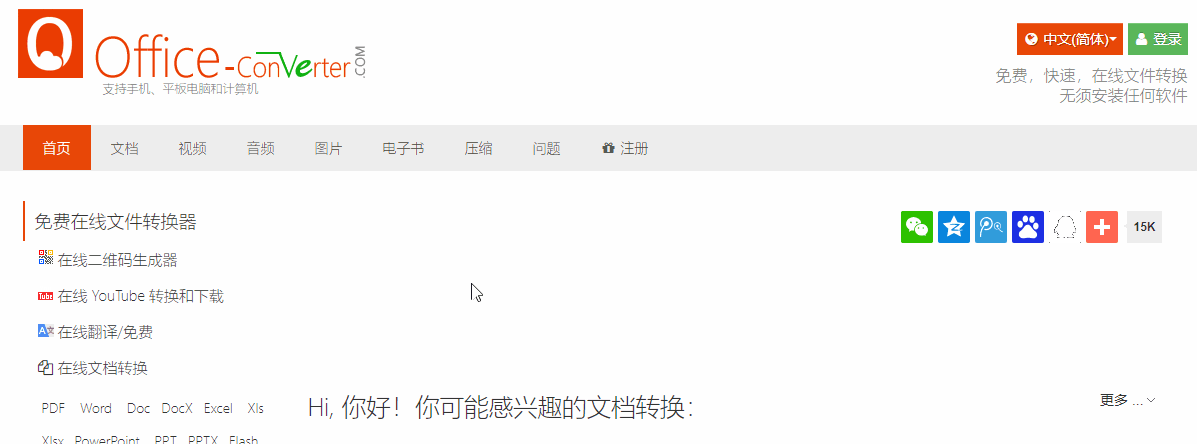 Office-ConVerter.COM
支持手机、平板电脑和计算机
中文(简体)
登录
免费，快速，在线文件转换
无须安装任何软件
首页 文档 视频 音频 图片 电子书 压缩 问题 注册
免费在线文件转换器
15K
在线二维码生成器
Tube 在线 YouTube 转换和下载
在线翻译/免费
在线文档转换
Hi, 你好！你可能感兴趣的文档转换：
更多 ...
PDF Word Doc DocX Excel Xls
Xlsx PowerPoint PPT PPTX Flash